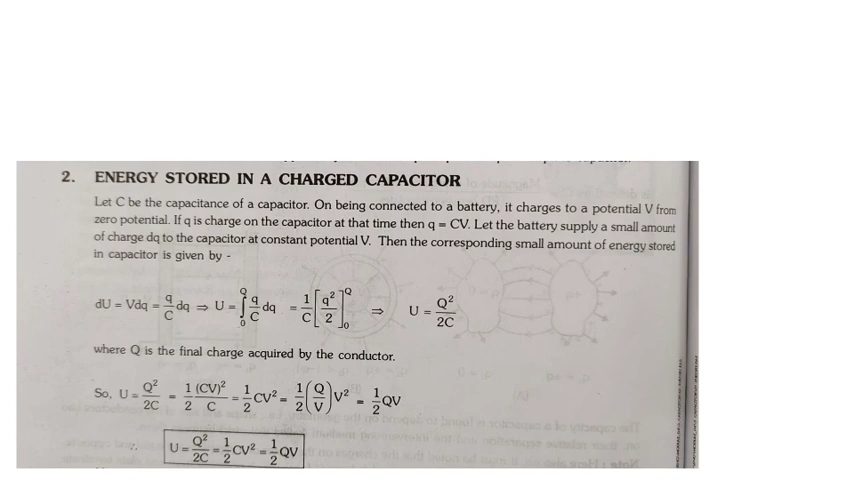 2. ENERGY STORED IN A CHARGED CAPACITOR
Let C be the capacitance of a capacitor. On being connected to a battery, it charges to a potential V from
zero potential. If q is charge on the capacitor at that time then q = CV. Let the battery supply a small amount
of charge dq to the capacitor at constant potential V. Then the corresponding small amount of energy stored
in capacitor is given by -
dU = Vdq = q/C dq ⇒ U = ∫₀^Q q/C dq = 1/C [q²/2]₀^Q ⇒ U = Q²/2C
where Q is the final charge acquired by the conductor.
So, U = Q²/2C = 1/2 (CV)²/C = 1/2 CV² = 1/2 (Q/V) V² = 1/2 QV
∴ U = Q²/2C = 1/2 CV² = 1/2 QV